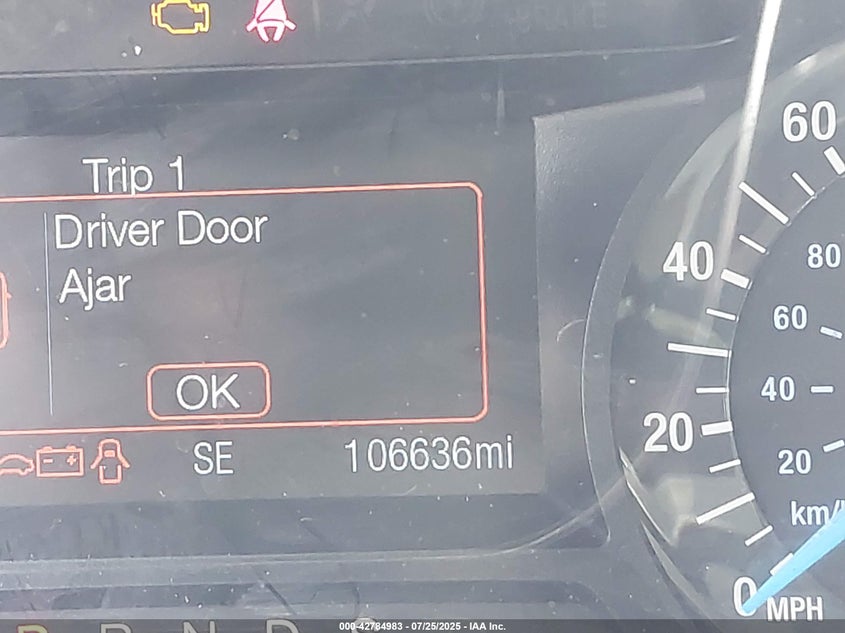 Trip 1
Driver Door
Ajar
OK
SE 106636mi
60
40
20
0 MPH
80
60
40
20
km/
R N D
000-42784983 - 07/25/2025 - IAA Inc.